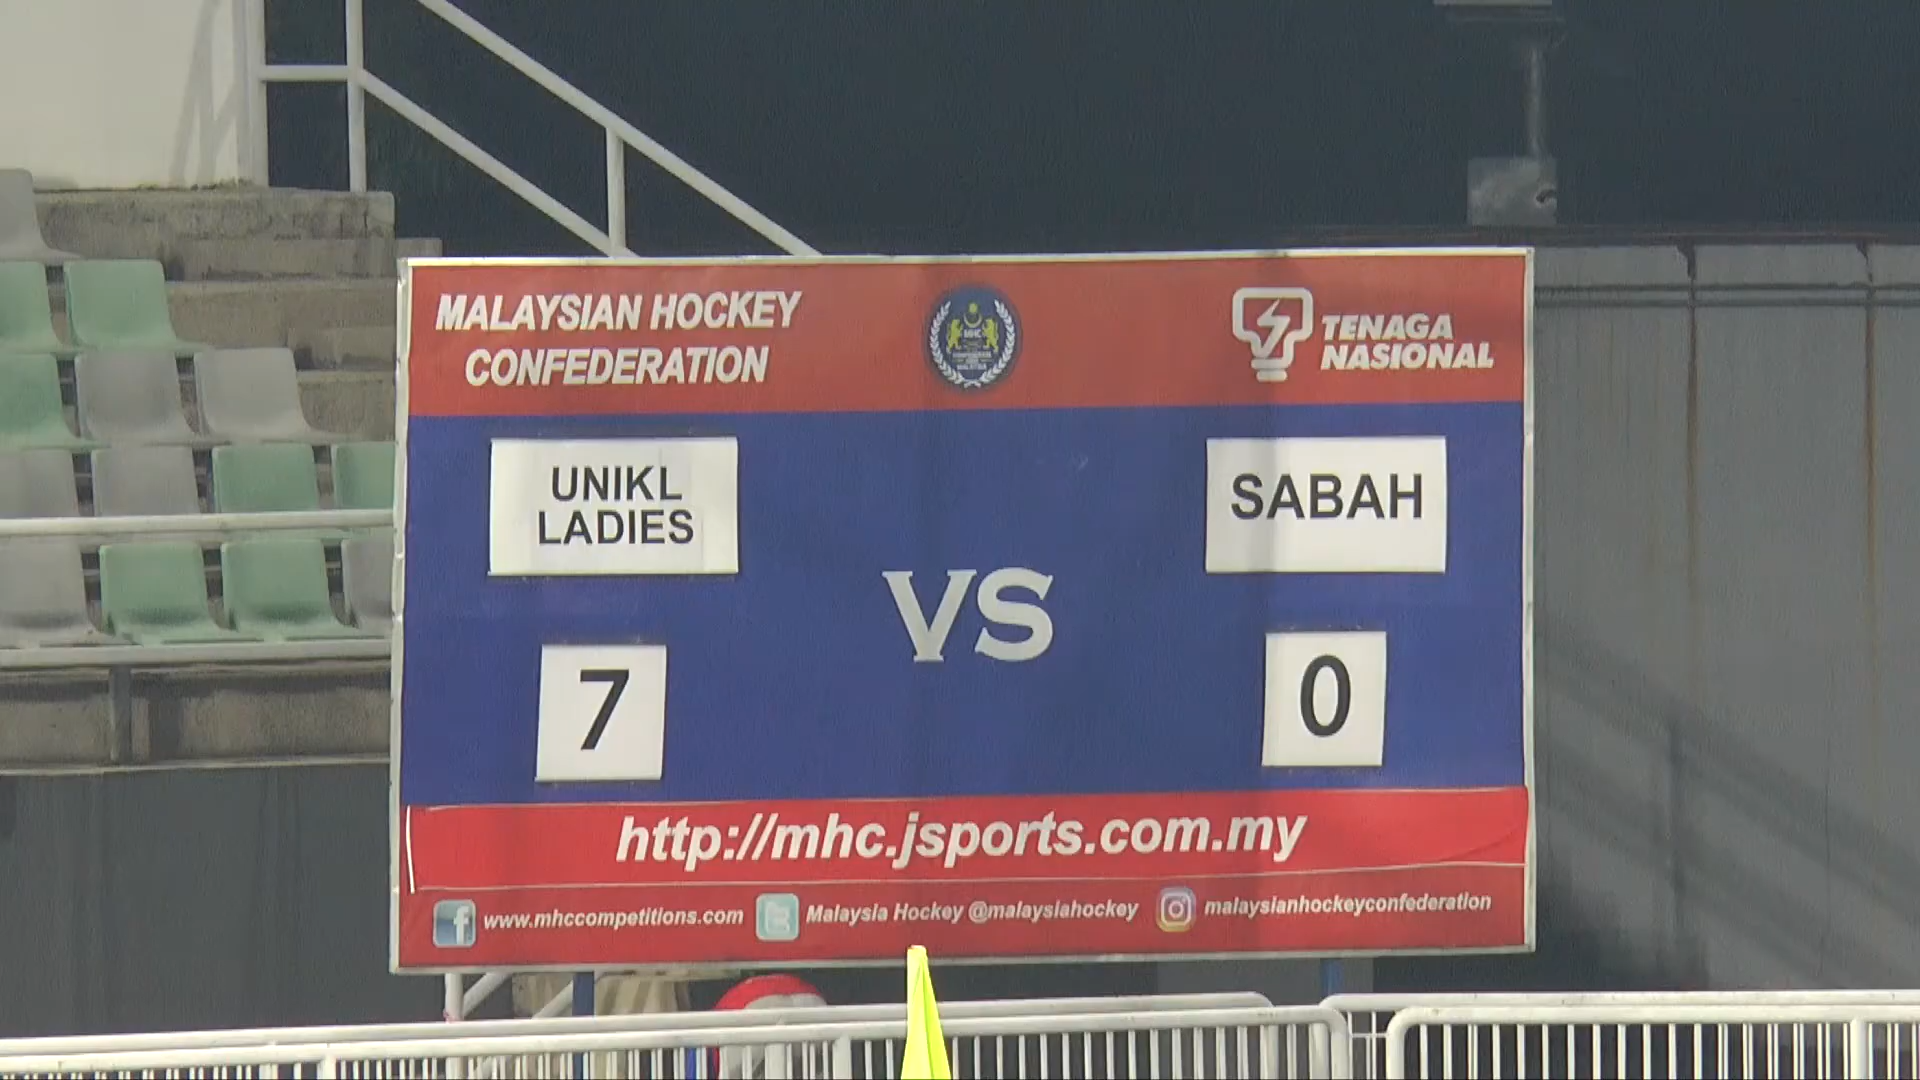 MALAYSIAN HOCKEY
CONFEDERATION
MHC
TENAGA
NASIONAL
UNIKL
LADIES
VS
SABAH
7
0
http://mhc.jsports.com.my
www.mhccompetitions.com
Malaysia Hockey @malaysiahockey
malaysianhockeyconfederation